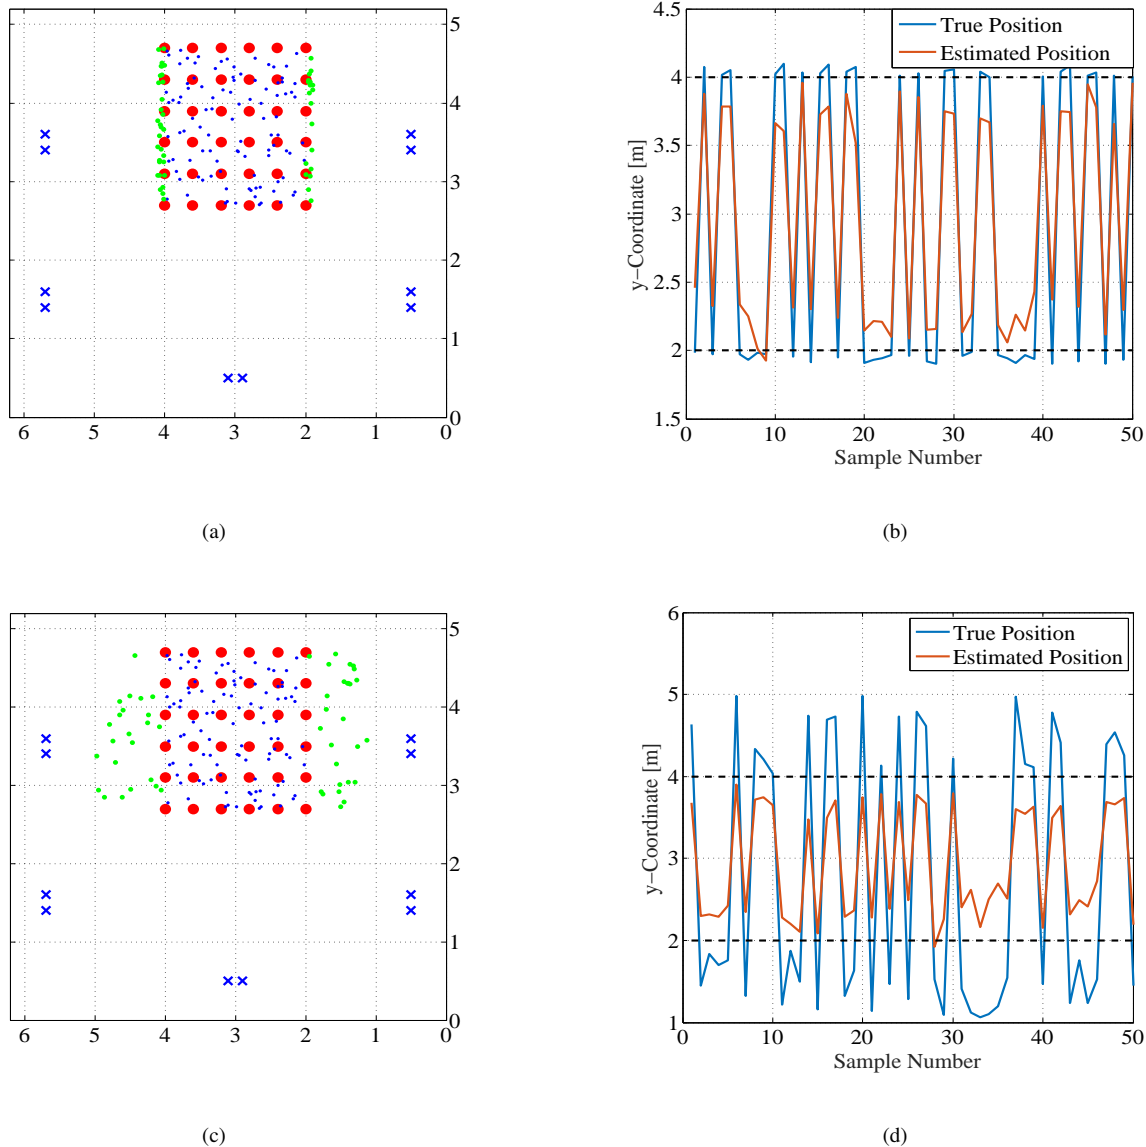 5
4
3
2
1
0
6 5 4 3 2 1 0
(a)
4.5
4
3.5
3
2.5
2
1.5
y−Coordinate [m]
True Position
Estimated Position
0 10 20 30 40 50
Sample Number
(b)
5
4
3
2
1
0
6 5 4 3 2 1 0
(c)
6
5
4
3
2
1
y−Coordinate [m]
True Position
Estimated Position
0 10 20 30 40 50
Sample Number
(d)